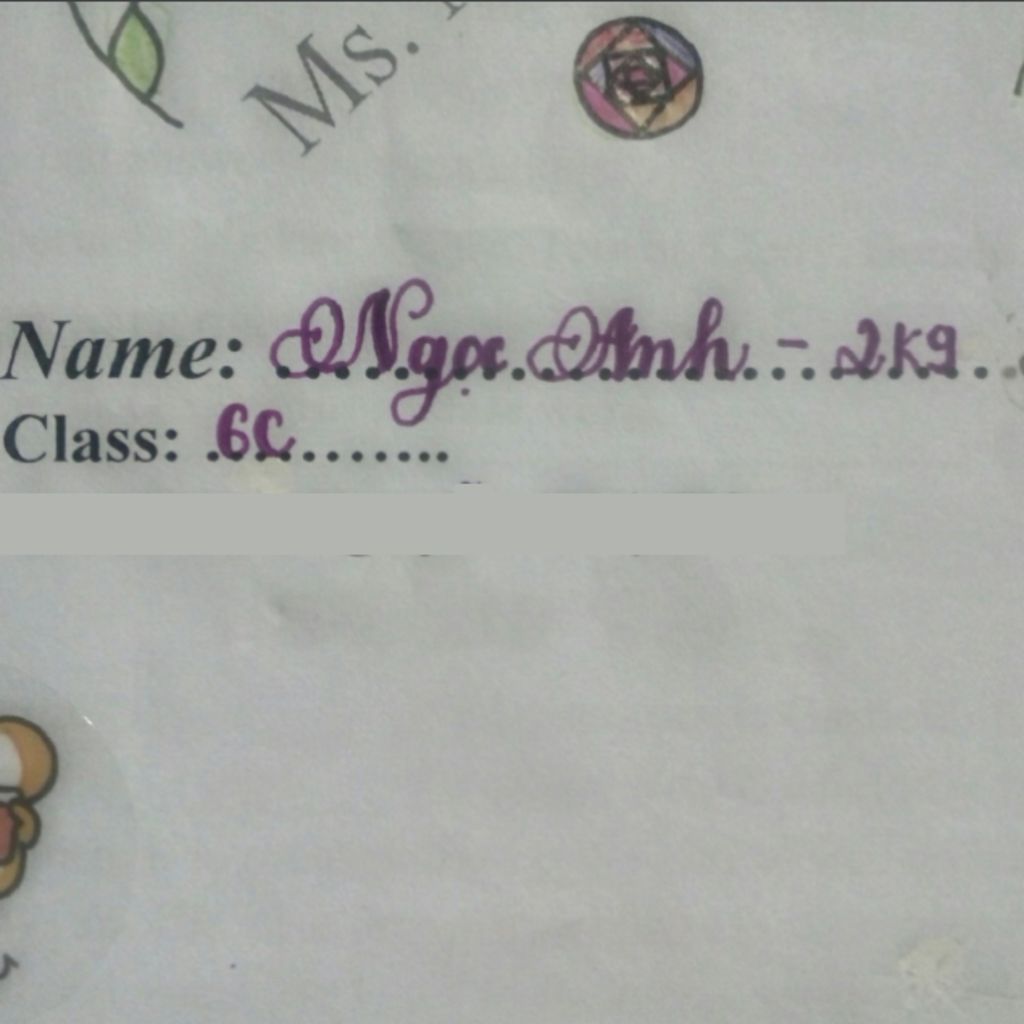 Ms.
Name: Ngọc Anh - 2K9
Class: 6C